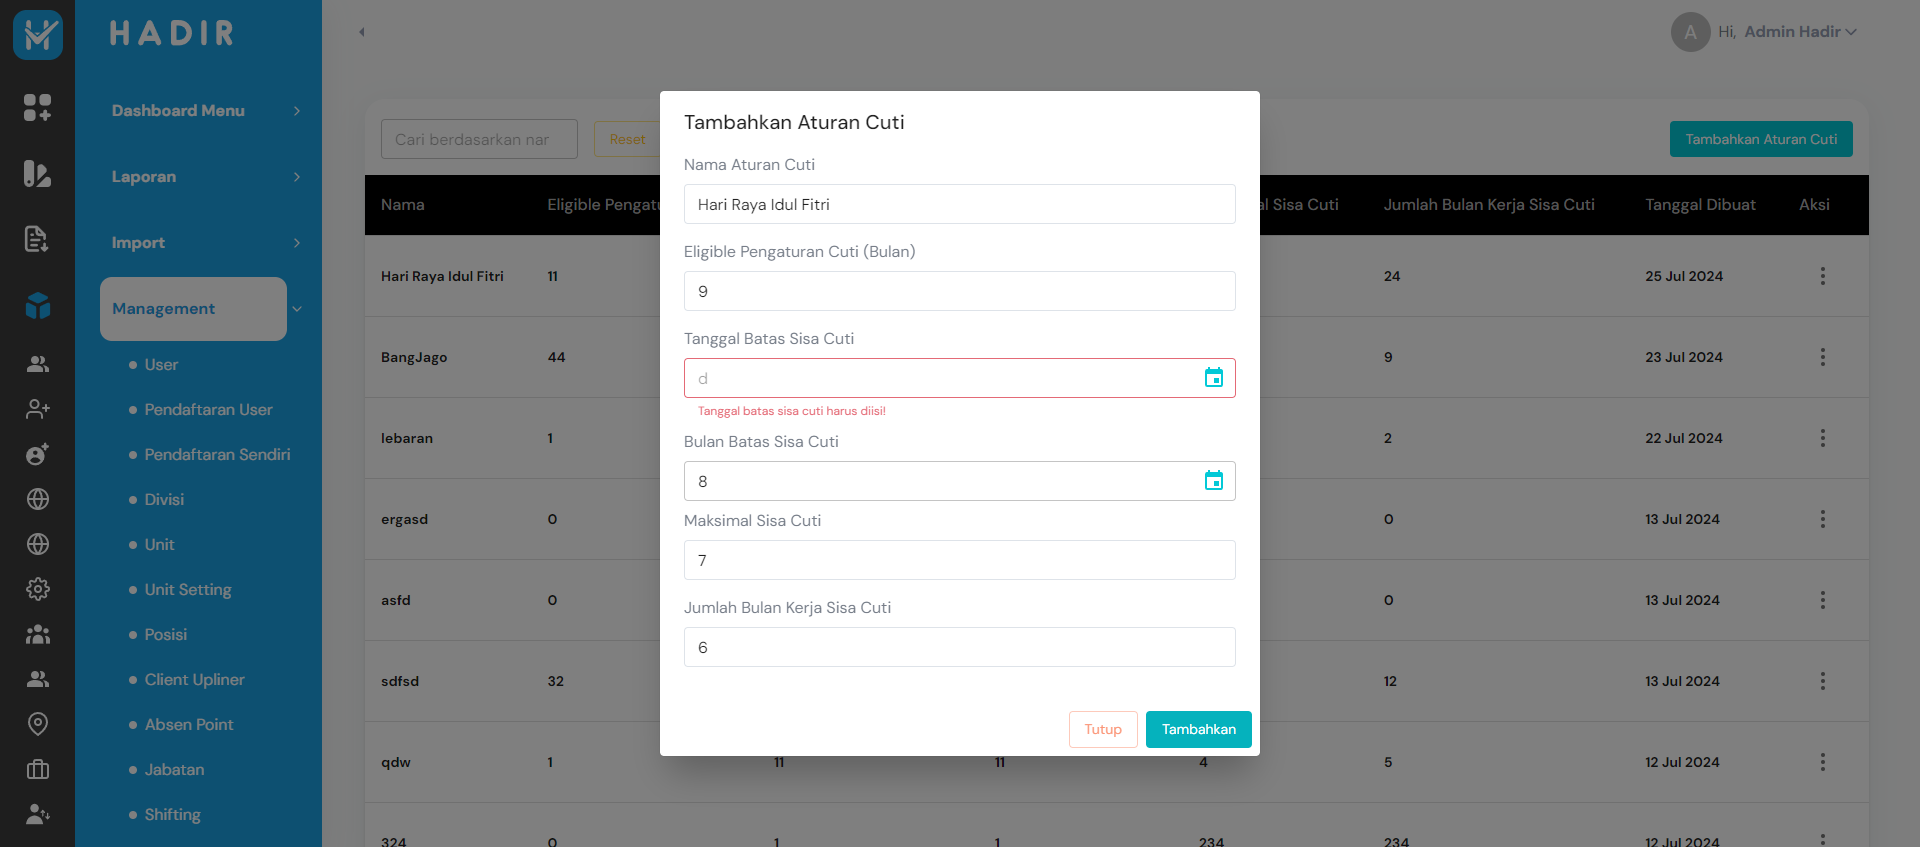 HADIR
Hi, Admin Hadir
A
Dashboard Menu
Laporan
Import
Management
User
Pendaftaran User
Pendaftaran Sendiri
Divisi
Unit
Unit Setting
Posisi
Client Upliner
Absen Point
Jabatan
Shifting
Cari berdasarkan nar
Reset
Tambahkan Aturan Cuti
Nama Eligible Sisa Cuti Jumlah Bulan Kerja Sisa Cuti Tanggal Dibuat Aksi
Hari Raya Idul Fitri 11 24 25 Jul 2024
BangJago 44 9 23 Jul 2024
lebaran 1 2 22 Jul 2024
ergasd 0 0 13 Jul 2024
asfd 0 0 13 Jul 2024
sdfsd 32 12 13 Jul 2024
qdw 1 11 11 4 5 12 Jul 2024
324 0 1 1 234 234 12 Jul 2024
Tambahkan Aturan Cuti
Nama Aturan Cuti
Hari Raya Idul Fitri
Eligible Pengaturan Cuti (Bulan)
9
Tanggal Batas Sisa Cuti
d
Tanggal batas sisa cuti harus diisi!
Bulan Batas Sisa Cuti
8
Maksimal Sisa Cuti
7
Jumlah Bulan Kerja Sisa Cuti
6
Tutup
Tambahkan